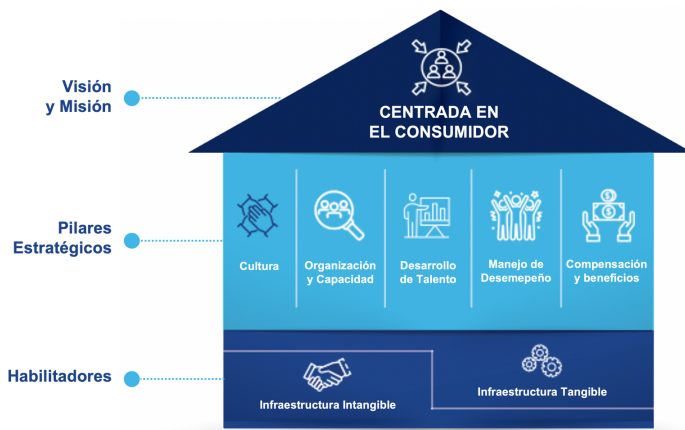 Visión
y Misión
CENTRADA EN
EL CONSUMIDOR
Pilares
Estratégicos
Cultura
Organización
y Capacidad
Desarrollo
de Talento
Manejo de
Desemepeño
Compensación
y beneficios
Habilitadores
Infraestructura Intangible
Infraestructura Tangible